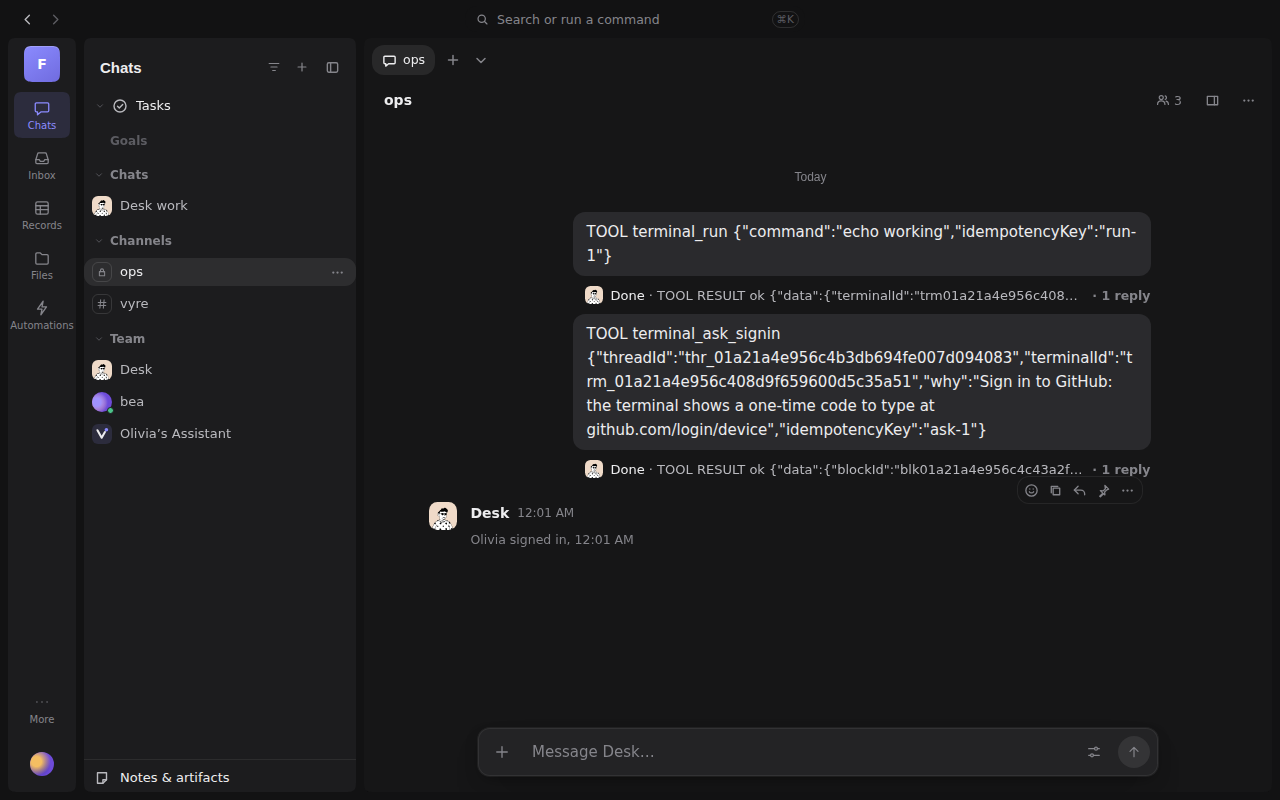 Search or run a command
⌘K
F
Chats
Inbox
Records
Files
Automations
More
Chats
Tasks
Goals
Chats
Desk work
Channels
ops
vyre
Team
Desk
bea
Olivia’s Assistant
Notes & artifacts
ops
ops
3
Today
TOOL terminal_run {"command":"echo working","idempotencyKey":"run-
1"}
Done · TOOL RESULT ok {"data":{"terminalId":"trm01a21a4e956c408… · 1 reply
TOOL terminal_ask_signin
{"threadId":"thr_01a21a4e956c4b3db694fe007d094083","terminalId":"t
rm_01a21a4e956c408d9f659600d5c35a51","why":"Sign in to GitHub:
the terminal shows a one-time code to type at
github.com/login/device","idempotencyKey":"ask-1"}
Done · TOOL RESULT ok {"data":{"blockId":"blk01a21a4e956c4c43a2f… · 1 reply
Desk 12:01 AM
Olivia signed in, 12:01 AM
Message Desk…